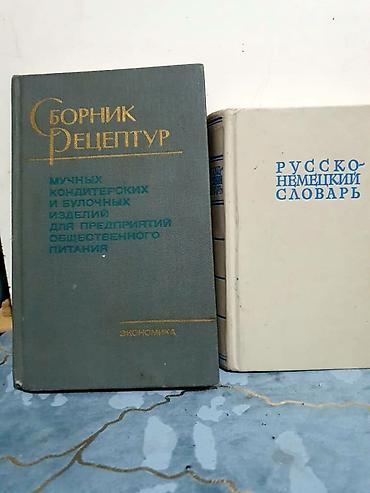 СБОРНИК
РЕЦЕПТУР
МУЧНЫХ
КОНДИТЕРСКИХ
И БУЛОЧНЫХ
ИЗДЕЛИЙ
ДЛЯ ПРЕДПРИЯТИЙ
ОБЩЕСТВЕННОГО
ПИТАНИЯ
ЭКОНОМИКА
РУССКО-
НЕМЕЦКИЙ
СЛОВАРЬ